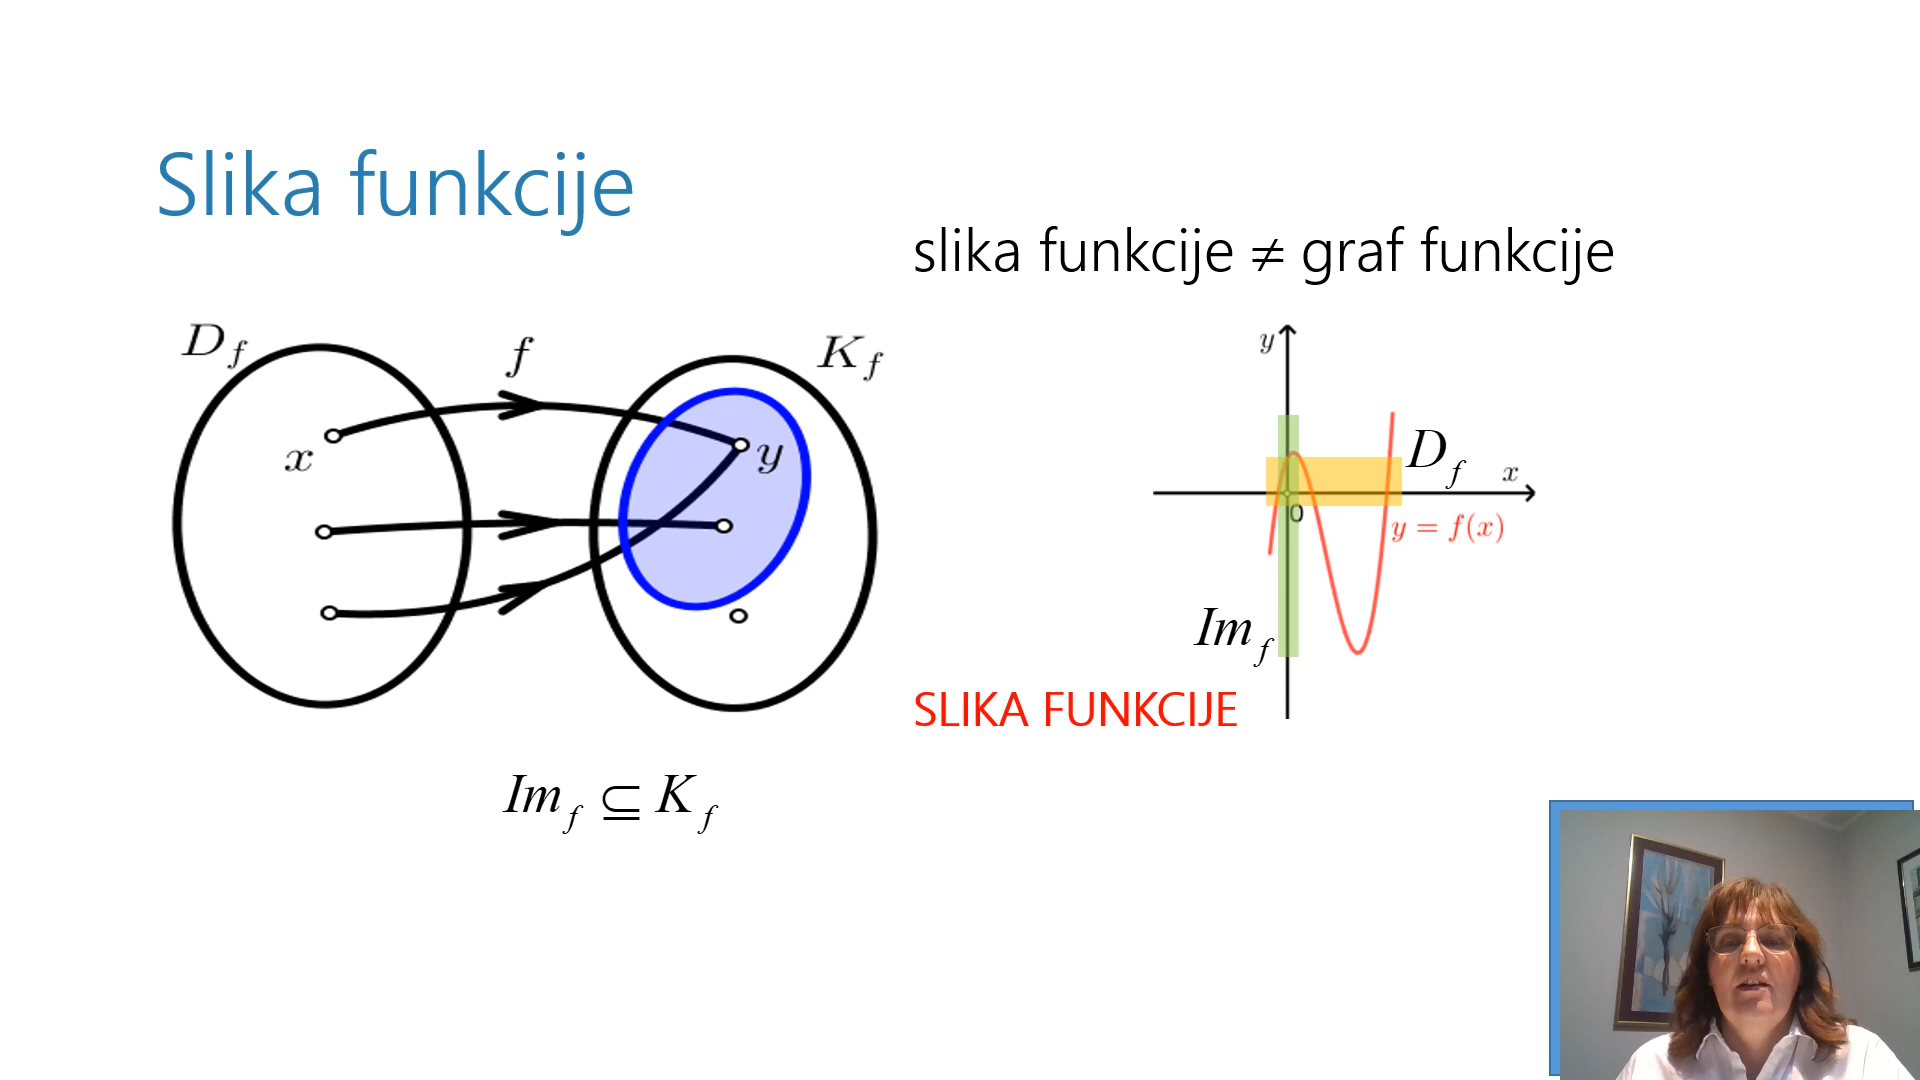 Slika funkcije
slika funkcije ≠ graf funkcije
D_f
f
K_f
x
y
Im_f ⊆ K_f
y
D_f
x
0
y = f(x)
Im_f
SLIKA FUNKCIJE